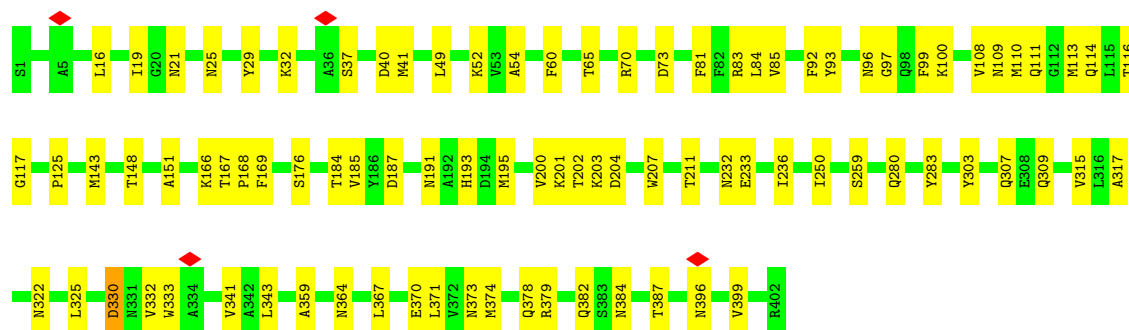 S1 A5 L16 I19 G20 N21 N25 Y29 K32 A36 S37 D40 M41 L49 K52 V53 A54 F60 T65 R70 D73 F81 F82 R83 L84 V85 F92 Y93 N96 G97 Q98 F99 K100 V108 N109 M110 Q111 G112 M113 Q114 L115 T116
G117 P125 M143 T148 A151 K166 T167 P168 F169 S176 T184 V185 Y186 D187 N191 A192 H193 D194 M195 V200 K201 T202 K203 D204 W207 T211 N232 E233 I236 I250 S259 Q280 Y283 Y303 Q307 E308 Q309 V315 L316 A317
N322 L325 D330 N331 V332 W333 A334 V341 A342 L343 A359 N364 L367 E370 L371 V372 N373 M374 Q378 R379 Q382 S383 N384 T387 N396 V399 R402